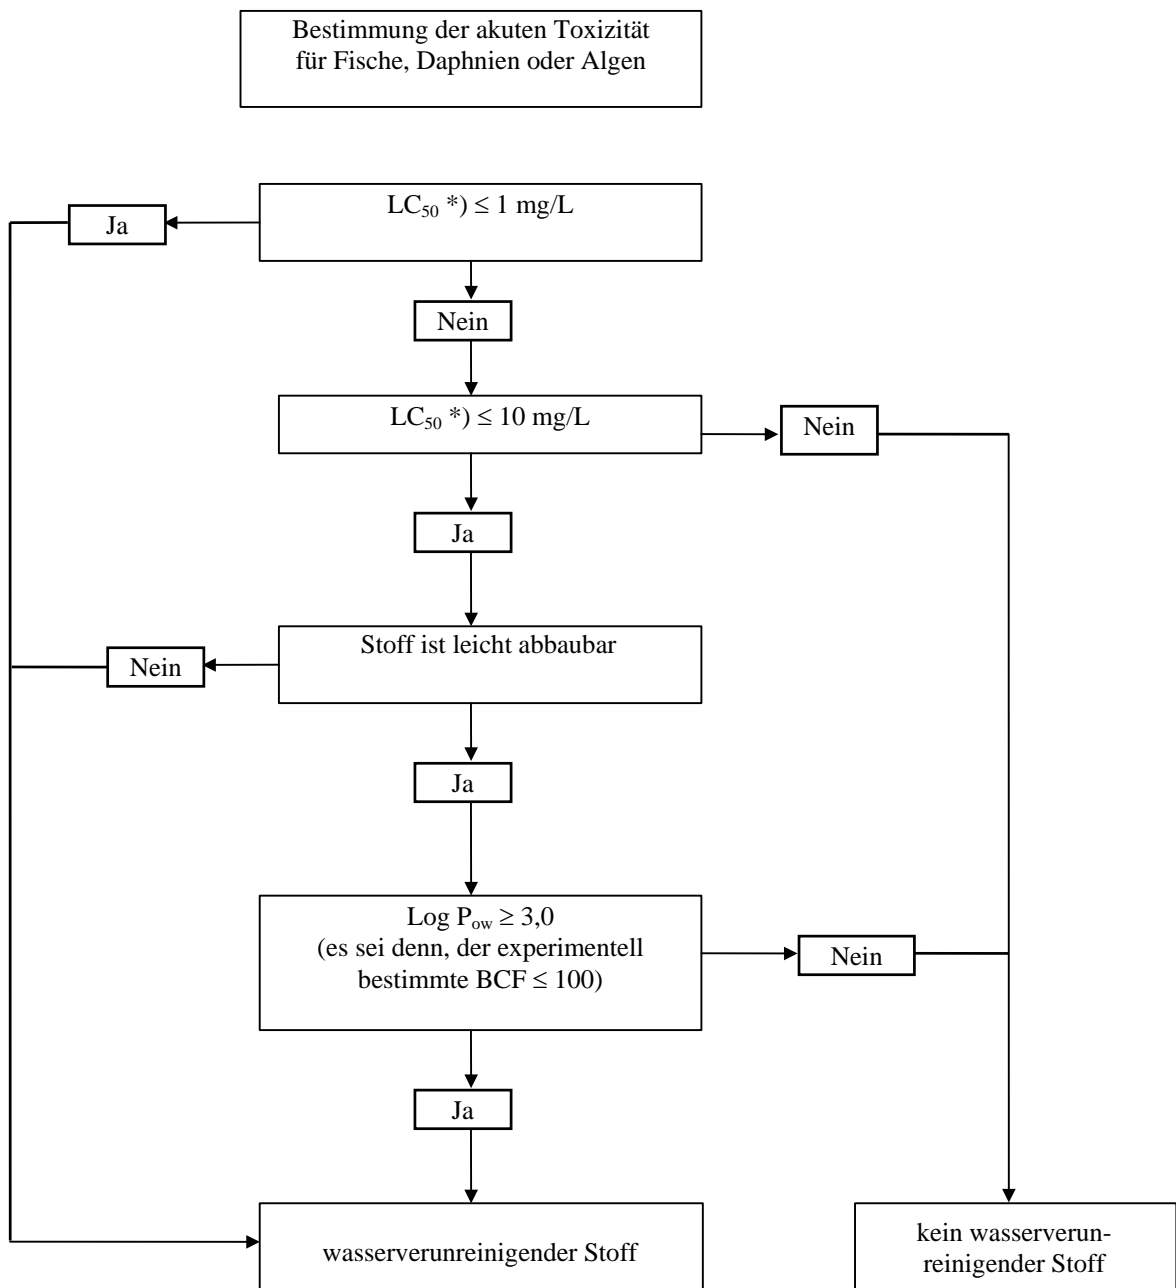 Bestimmung der akuten Toxizität
für Fische, Daphnien oder Algen
LC₅₀ *) ≤ 1 mg/L
Ja
Nein
LC₅₀ *) ≤ 10 mg/L
Nein
Ja
Stoff ist leicht abbaubar
Nein
Ja
Log Pₒw ≥ 3,0
(es sei denn, der experimentell
bestimmte BCF ≤ 100)
Nein
Ja
wasserverunreinigender Stoff
kein wasserverun-
reinigender Stoff